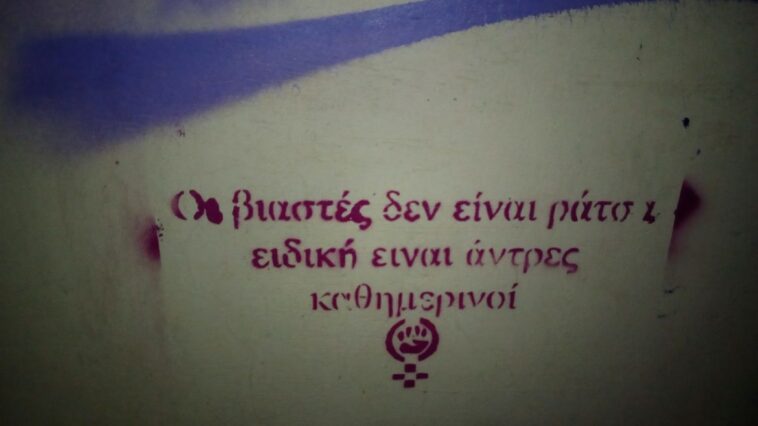 Οι βιαστές δεν είναι ράτσα
ειδική ειναι άντρες
καθημερινοί